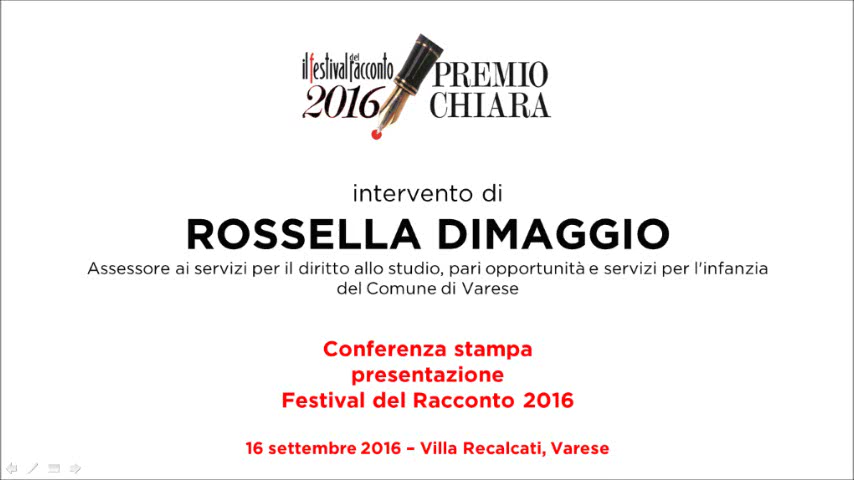 il festival del racconto
2016
PREMIO
CHIARA
intervento di
ROSSELLA DIMAGGIO
Assessore ai servizi per il diritto allo studio, pari opportunità e servizi per l'infanzia
del Comune di Varese
Conferenza stampa
presentazione
Festival del Racconto 2016
16 settembre 2016 – Villa Recalcati, Varese